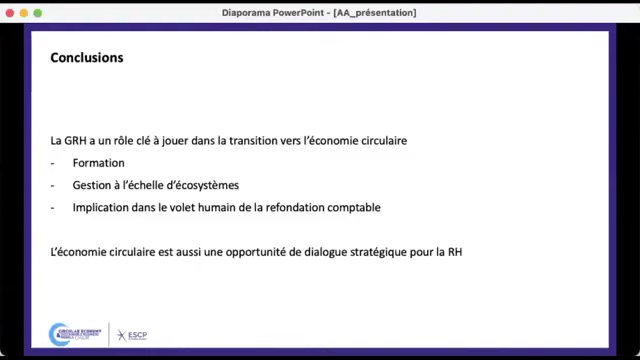 Diaporama PowerPoint - [AA_présentation]
Conclusions
La GRH a un rôle clé à jouer dans la transition vers l'économie circulaire
- Formation
- Gestion à l'échelle d'écosystèmes
- Implication dans le volet humain de la refondation comptable
L'économie circulaire est aussi une opportunité de dialogue stratégique pour la RH
CIRCULAR ECONOMY
ESCP